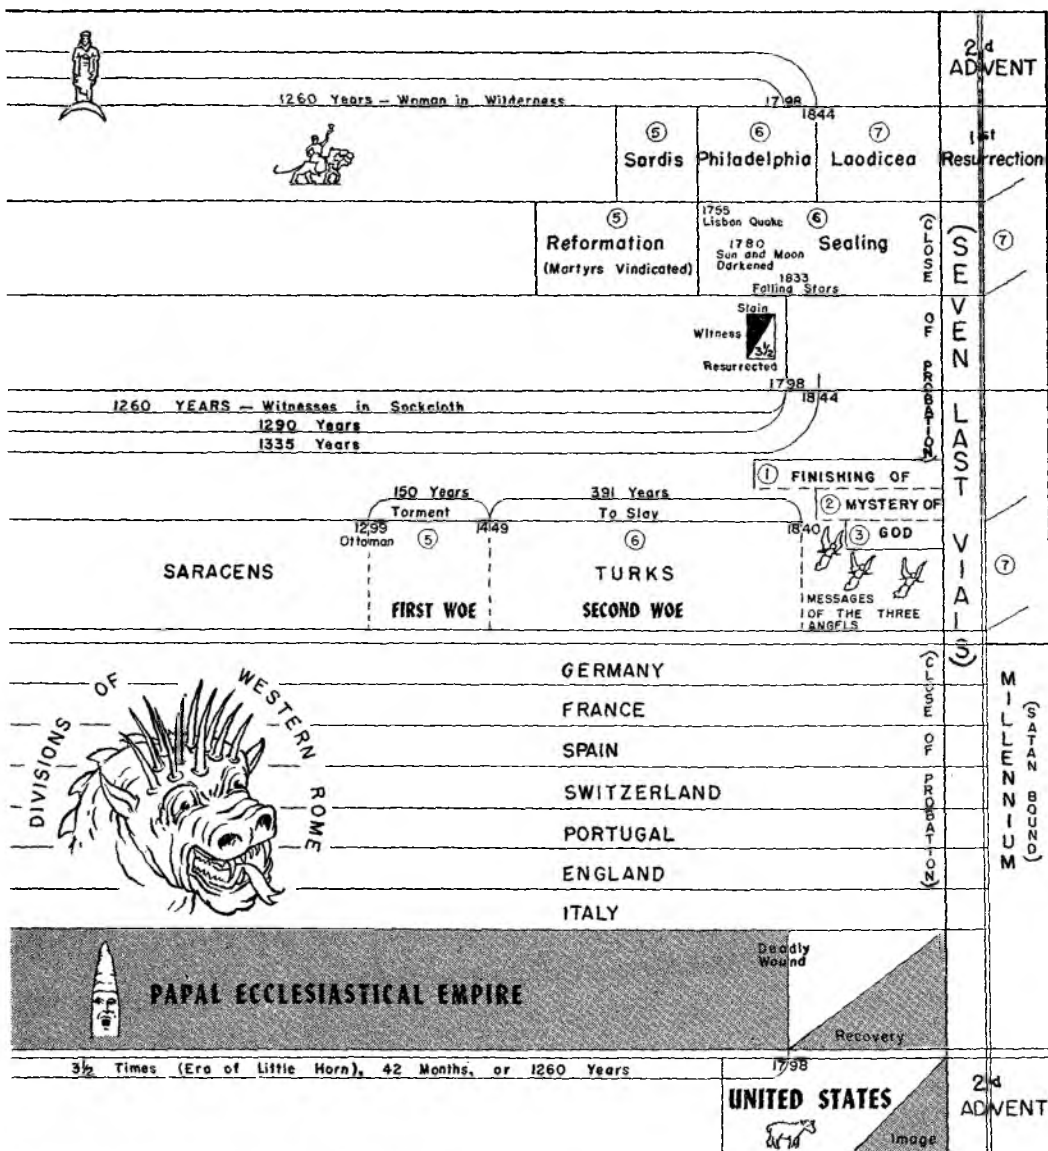 2d
ADVENT
1260 Years – Woman in Wilderness
1798
1844
5
Sardis
6
Philadelphia
7
Laodicea
1st
Resurrection
5
Reformation
(Martyrs Vindicated)
1755
Lisbon Quake
6
Sealing
1780
Sun and Moon
Darkened
1833
Falling Stars
(CLOSE OF PROBATION)
(SEVEN LAST VIALS)
7
Slain
Witness
3½
Resurrected
1798
1844
1260 YEARS – Witnesses in Sackcloth
1290 Years
1335 Years
1 FINISHING OF
2 MYSTERY OF
3 GOD
150 Years
Torment
391 Years
To Slay
1299
Ottoman
5
1449
6
1840
7
SARACENS
TURKS
FIRST WOE
SECOND WOE
MESSAGES
OF THE THREE
ANGELS
DIVISIONS OF WESTERN ROME
GERMANY
FRANCE
SPAIN
SWITZERLAND
PORTUGAL
ENGLAND
ITALY
(CLOSE OF PROBATION)
MILLENNIUM
(SATAN BOUND)
PAPAL ECCLESIASTICAL EMPIRE
Deadly
Wound
Recovery
3½ Times (Era of Little Horn), 42 Months, or 1260 Years
1798
UNITED STATES
Image
2d
ADVENT